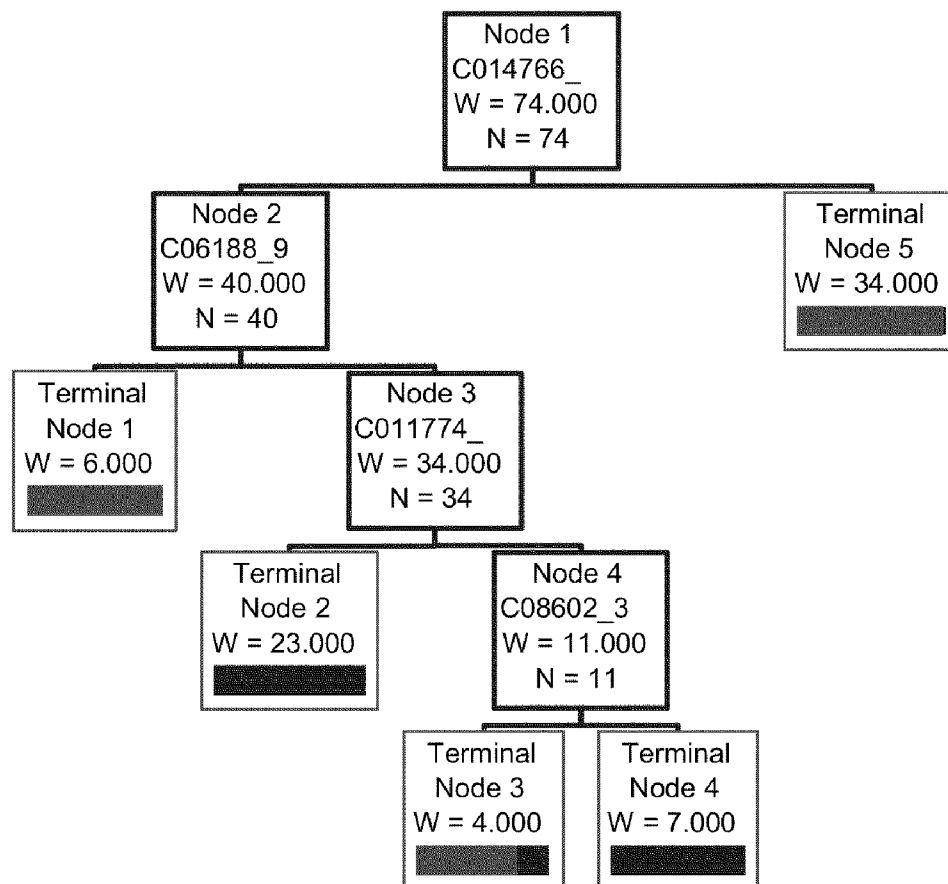 Node 1
C014766_
W = 74.000
N = 74
Node 2
C06188_9
W = 40.000
N = 40
Terminal
Node 5
W = 34.000
Terminal
Node 1
W = 6.000
Node 3
C011774_
W = 34.000
N = 34
Terminal
Node 2
W = 23.000
Node 4
C08602_3
W = 11.000
N = 11
Terminal
Node 3
W = 4.000
Terminal
Node 4
W = 7.000